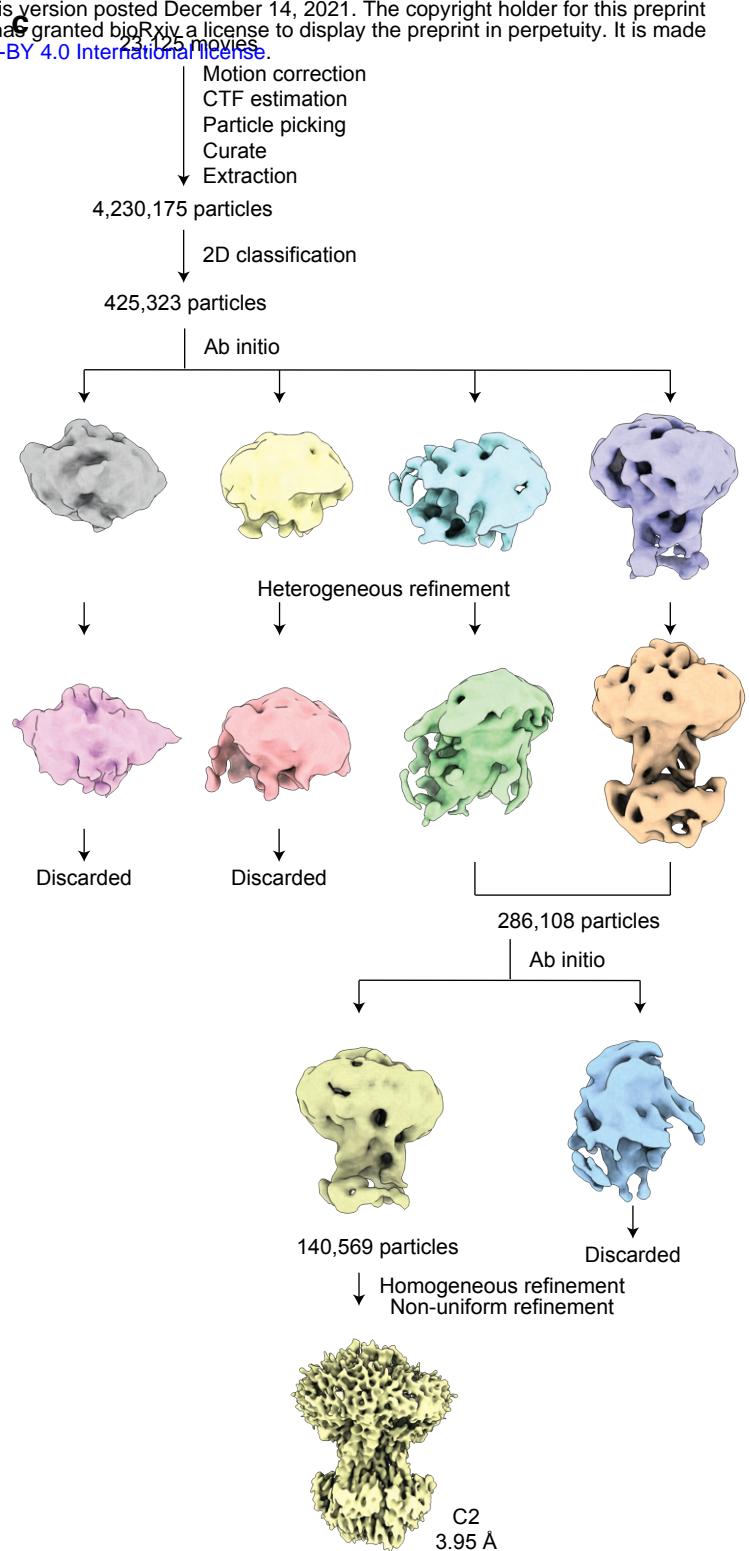 is version posted December 14, 2021. The copyright holder for this preprint
c
has granted bioRxiv a license to display the preprint in perpetuity. It is made
23,125 movies
-BY 4.0 International license.
Motion correction
CTF estimation
Particle picking
Curate
Extraction
4,230,175 particles
2D classification
425,323 particles
Ab initio
Heterogeneous refinement
Discarded
Discarded
286,108 particles
Ab initio
140,569 particles
Discarded
Homogeneous refinement
Non-uniform refinement
C2
3.95 Å